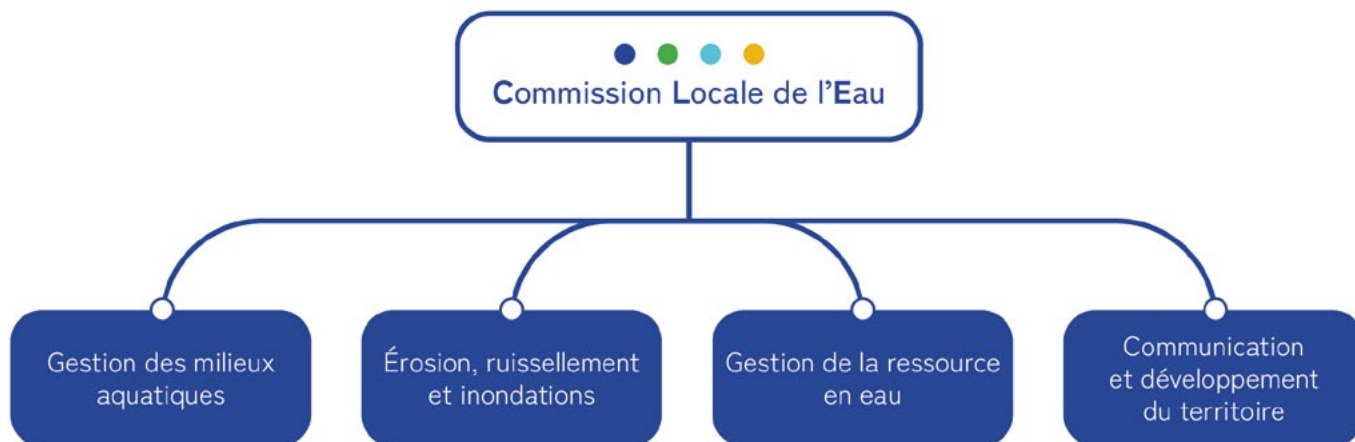 Commission Locale de l'Eau
Gestion des milieux
aquatiques
Érosion, ruissellement
et inondations
Gestion de la ressource
en eau
Communication
et développement
du territoire